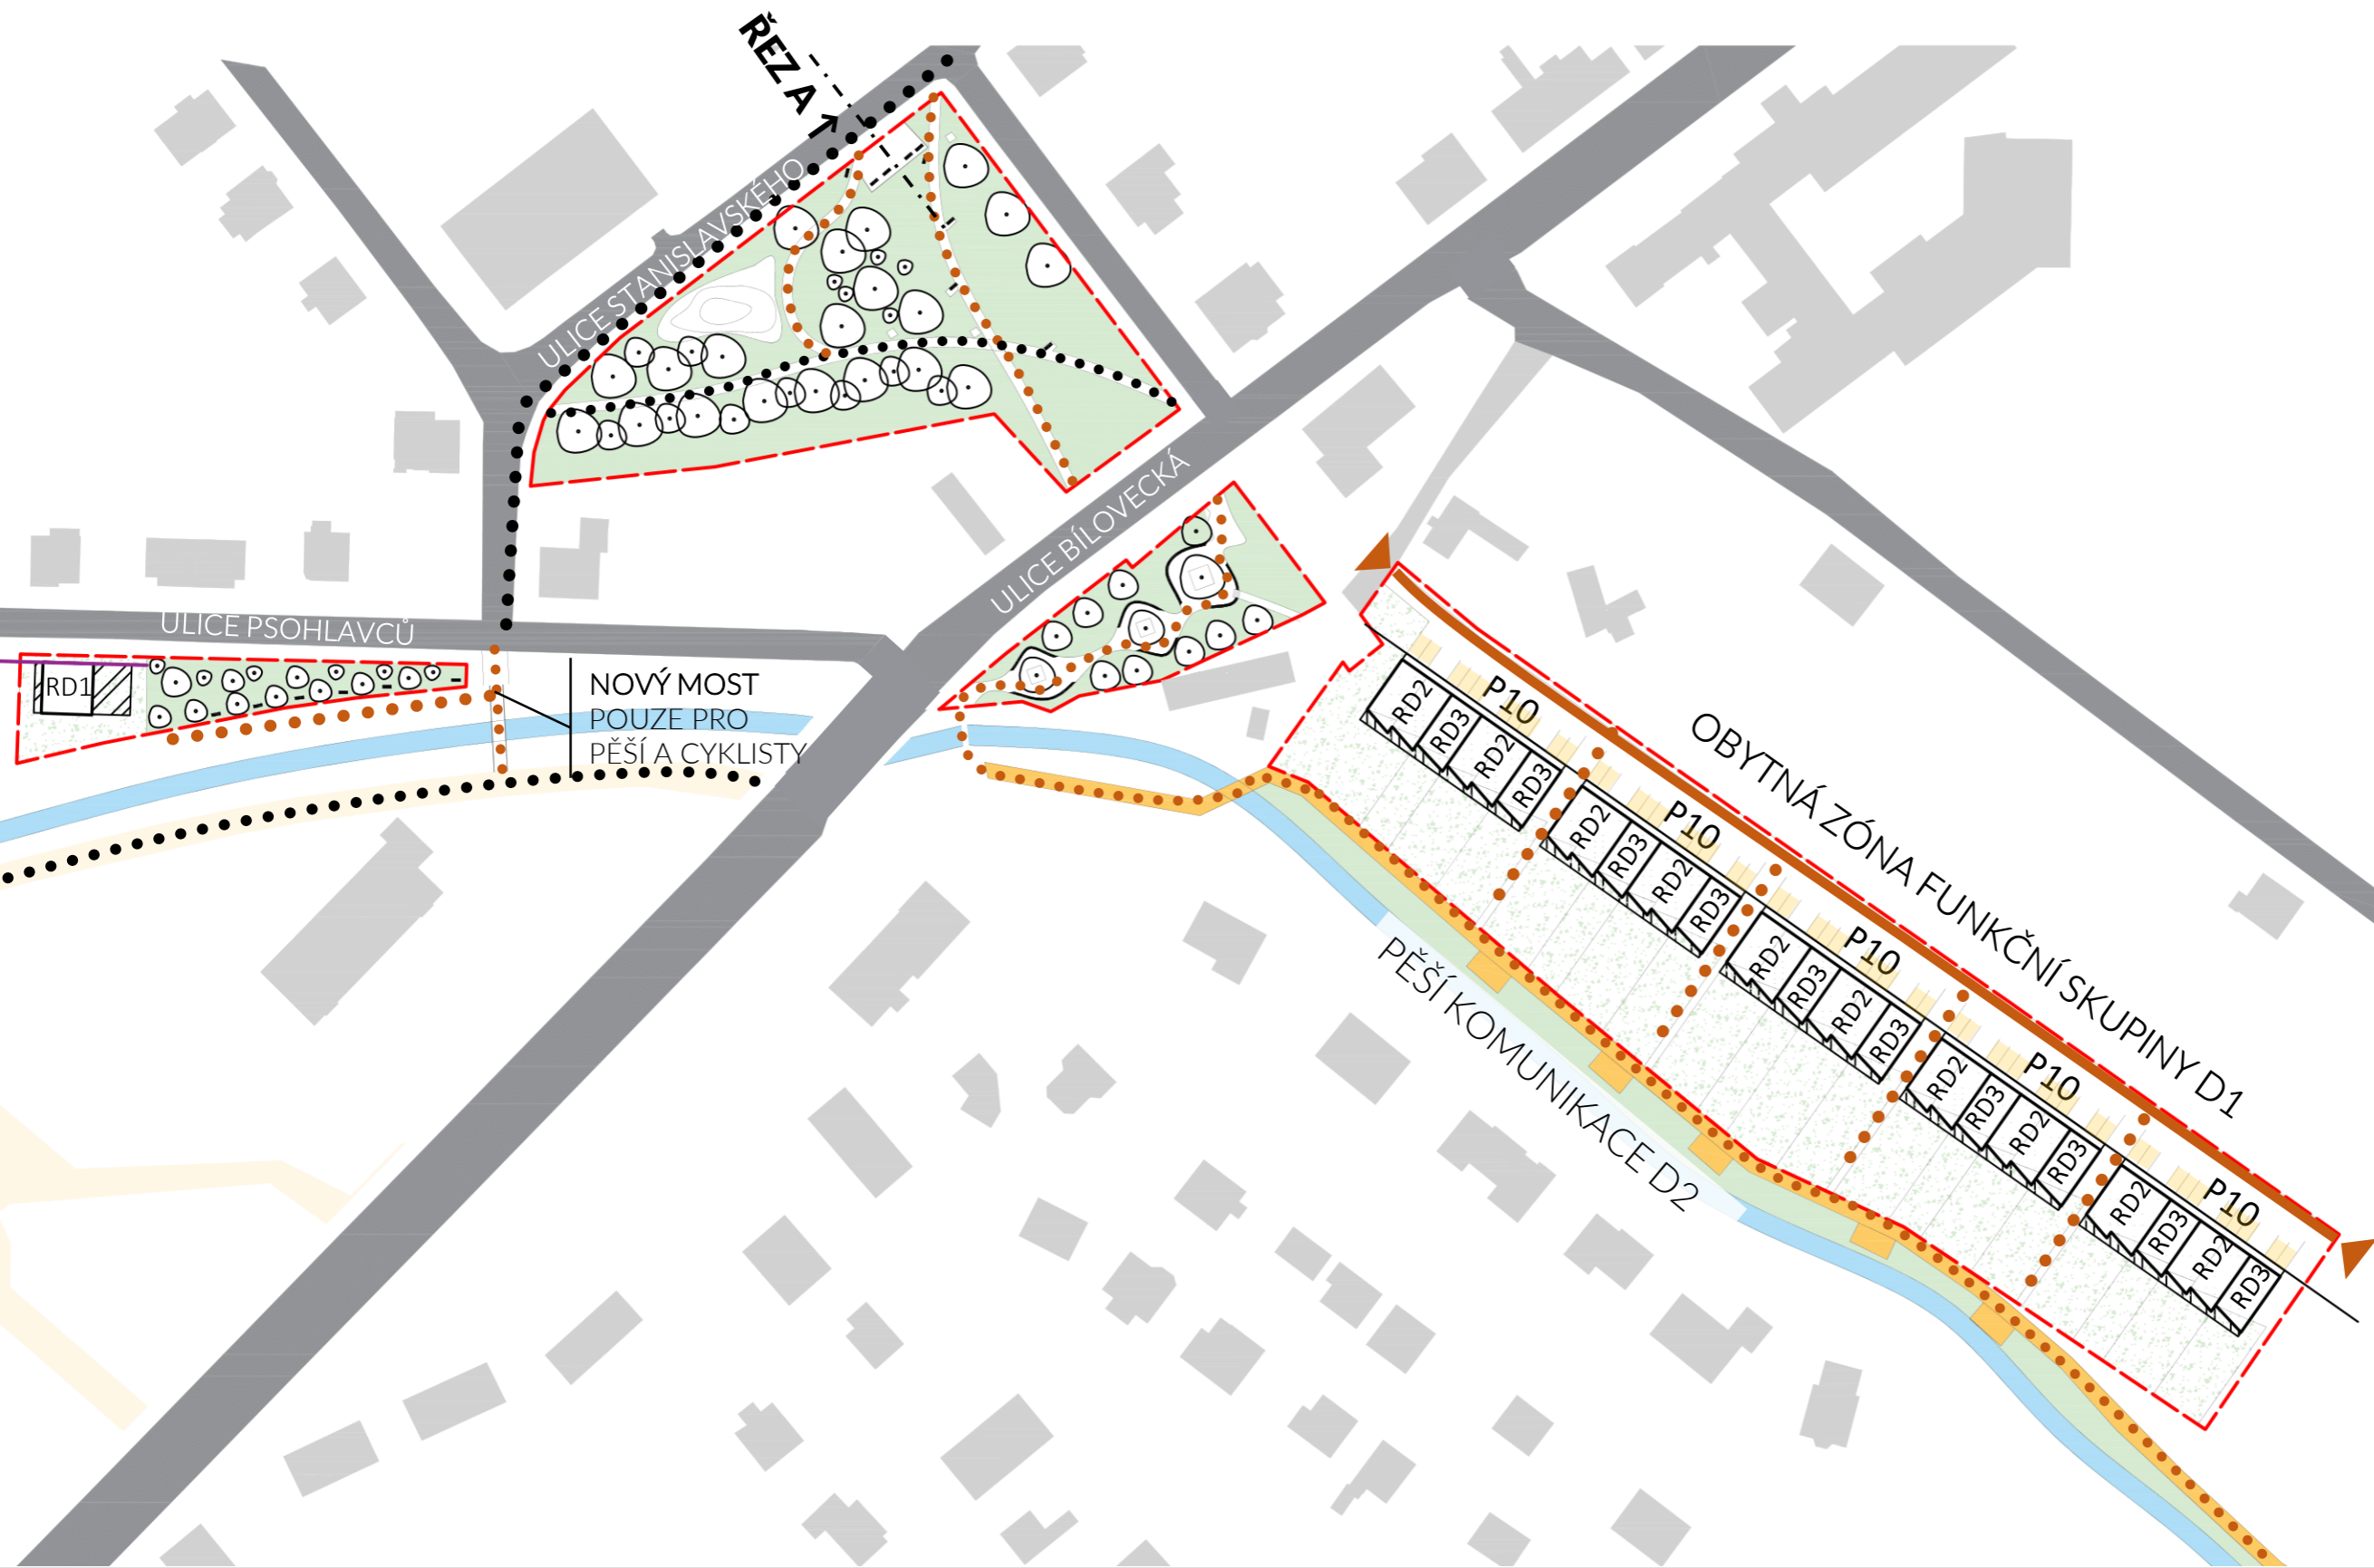 ŘEZ A
ULICE STANISLAVSKÉHO
ULICE BÍLOVECKÁ
ULICE PSOHLAVCŮ
RD1
NOVÝ MOST
POUZE PRO
PĚŠÍ A CYKLISTY
OBYTNÁ ZÓNA FUNKČNÍ SKUPINY D1
P10
P10
P10
P10
P10
RD2
RD3
RD2
RD3
RD2
RD3
RD2
RD3
RD2
RD3
RD2
RD3
RD2
RD3
RD2
RD3
RD2
RD3
RD2
RD3
PĚŠÍ KOMUNIKACE D2